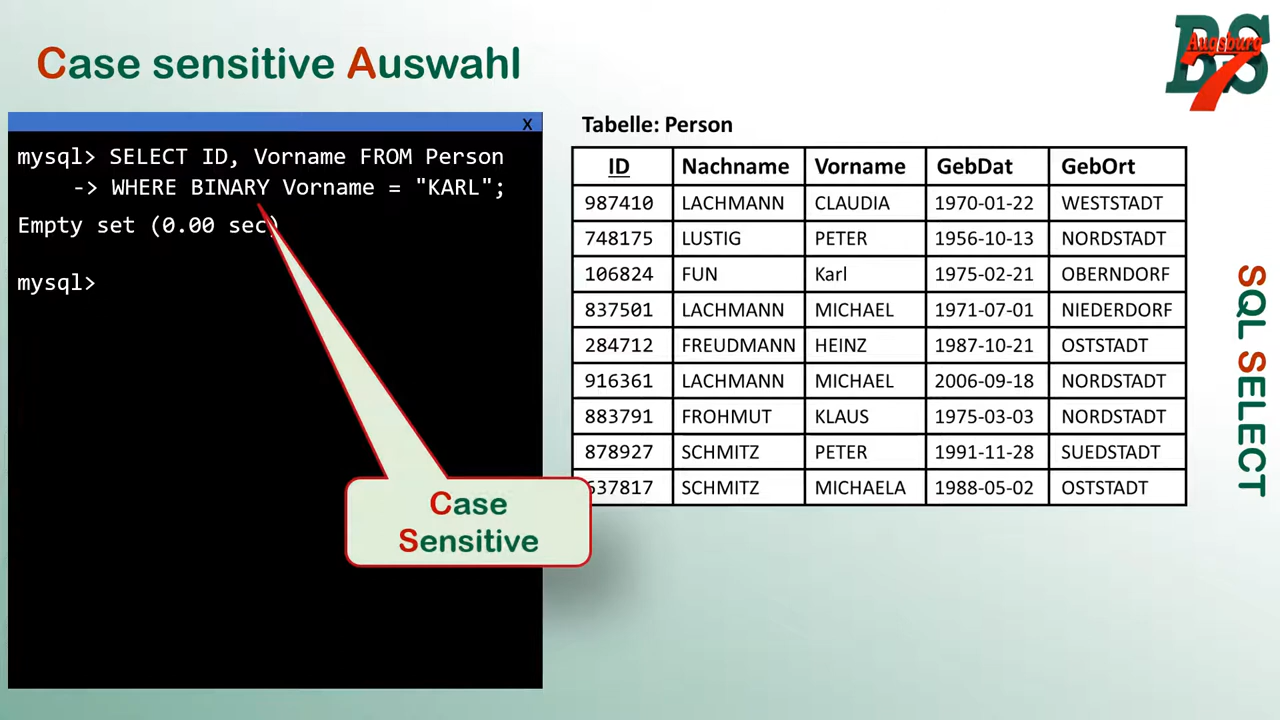 Case sensitive Auswahl
BS
Augsburg
7
X
mysql> SELECT ID, Vorname FROM Person
-> WHERE BINARY Vorname = "KARL";
Empty set (0.00 sec)
mysql>
Case
Sensitive
Tabelle: Person
ID Nachname Vorname GebDat GebOrt
987410 LACHMANN CLAUDIA 1970-01-22 WESTSTADT
748175 LUSTIG PETER 1956-10-13 NORDSTADT
106824 FUN Karl 1975-02-21 OBERNDORF
837501 LACHMANN MICHAEL 1971-07-01 NIEDERDORF
284712 FREUDMANN HEINZ 1987-10-21 OSTSTADT
916361 LACHMANN MICHAEL 2006-09-18 NORDSTADT
883791 FROHMUT KLAUS 1975-03-03 NORDSTADT
878927 SCHMITZ PETER 1991-11-28 SUEDSTADT
637817 SCHMITZ MICHAELA 1988-05-02 OSTSTADT
SQL SELECT